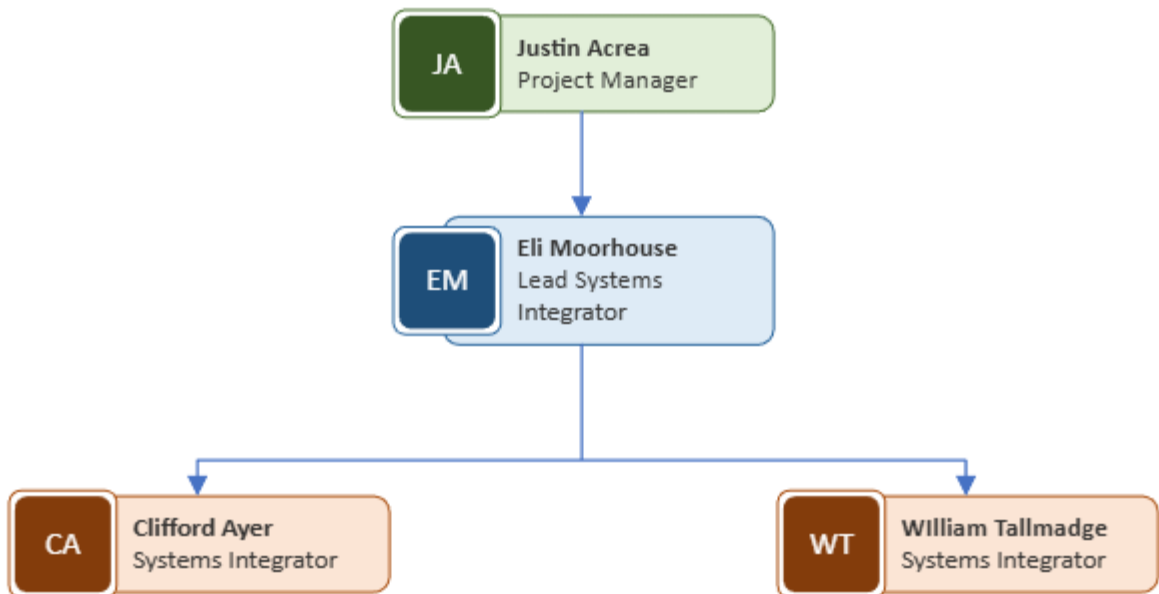 JA
Justin Acrea
Project Manager
EM
Eli Moorhouse
Lead Systems
Integrator
CA
Clifford Ayer
Systems Integrator
WT
WIlliam Tallmadge
Systems Integrator